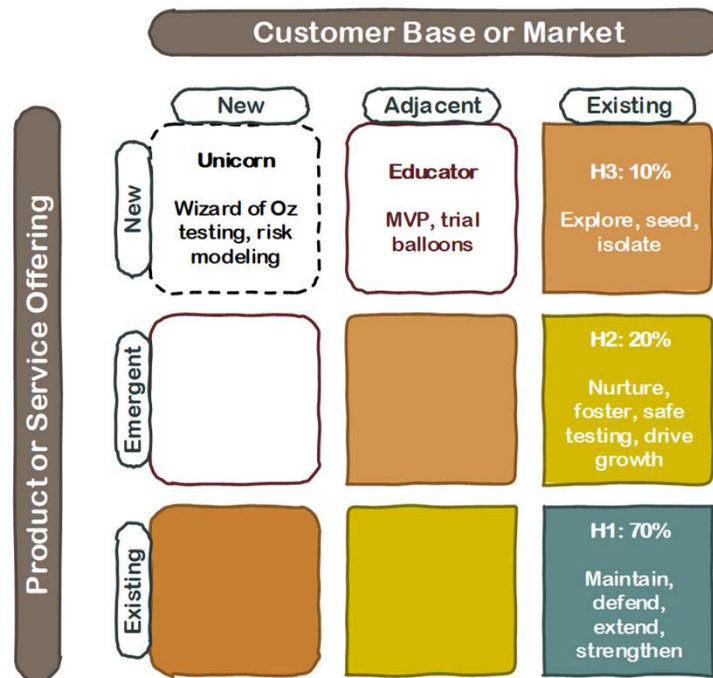 Customer Base or Market
New
Adjacent
Existing
Product or Service Offering
New
Unicorn
Wizard of Oz
testing, risk
modeling
Educator
MVP, trial
balloons
H3: 10%
Explore, seed,
isolate
Emergent
H2: 20%
Nurture,
foster, safe
testing, drive
growth
Existing
H1: 70%
Maintain,
defend,
extend,
strengthen